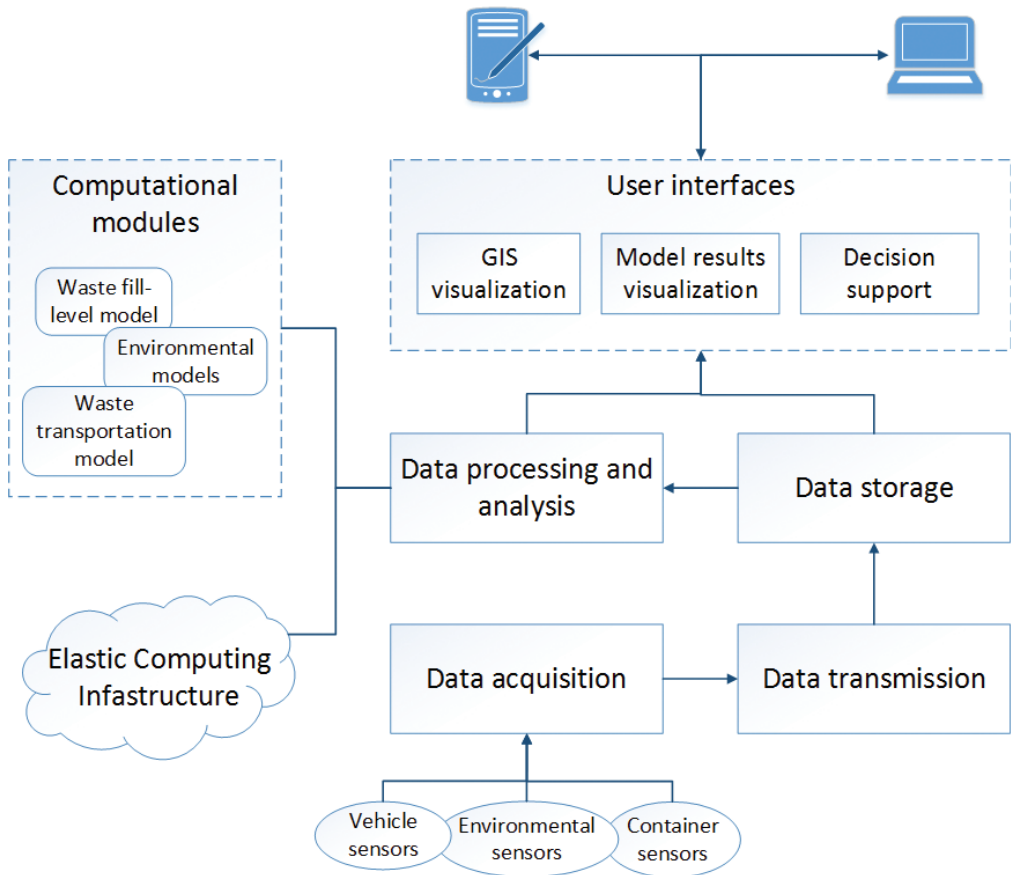 Computational
modules
Waste fill-
level model
Environmental
models
Waste
transportation
model
User interfaces
GIS
visualization
Model results
visualization
Decision
support
Data processing and
analysis
Data storage
Elastic Computing
Infastructure
Data acquisition
Data transmission
Vehicle
sensors
Environmental
sensors
Container
sensors